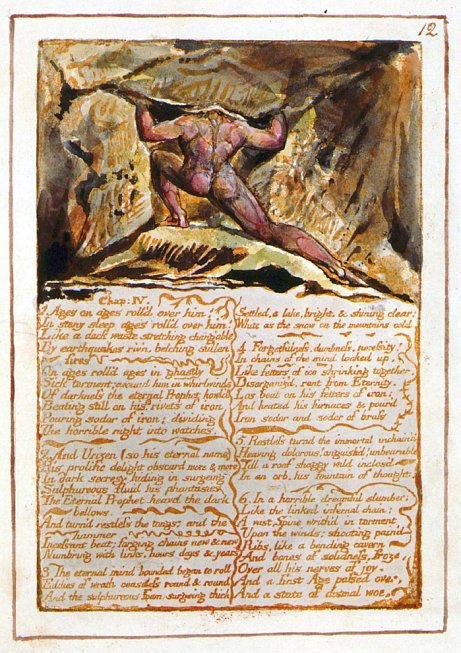 12
Chap: IV.
1. Ages on ages roll'd over him!
In stony sleep ages roll'd over him!
Like a dark waste stretching changable
By earthquakes riv'n, belching sullen
fires
On ages roll'd ages in ghastly
Sick torment; around him in whirlwinds
Of darkness the eternal Prophet howl'd
Beating still on his rivets of iron
Pouring sodor of iron; dividing
The horrible night into watches.
2. And Urizen (so his eternal name)
His prolific delight obscurd more & more
In dark secresy hiding in surgeing
Sulphureous fluid his phantasies.
The Eternal Prophet heavd the dark
bellows,
And turn'd restless the tongs; and the
hammer
Incessant beat; forging chains new & new
Numb'ring with links. hours, days & years
3. The eternal mind bounded began to roll
Eddies of wrath ceaseless round & round,
And the sulphureous foam surgeing thick
Settled, a lake, bright, & shining clear:
White as the snow on the mountains cold.
4. Forgetfulness, dumbness, necessity!
In chains of the mind locked up,
Like fetters of ice shrinking together
Disorganiz'd, rent from Eternity.
Los beat on his fetters of iron;
And heated his furnaces & pour'd
Iron sodor and sodor of brass
5. Restless turnd the immortal inchain'd
Heaving dolorous! anguish'd! unbearable
Till a roof shaggy wild inclos'd
In an orb, his fountain of thought.
6. In a horrible dreamful slumber;
Like the linked infernal chain;
A vast Spine writh'd in torment
Upon the winds; shooting pain'd
Ribs, like a bending cavern
And bones of solidness, froze
Over all his nerves of joy.
And a first Age passed over,
And a state of dismal woe.